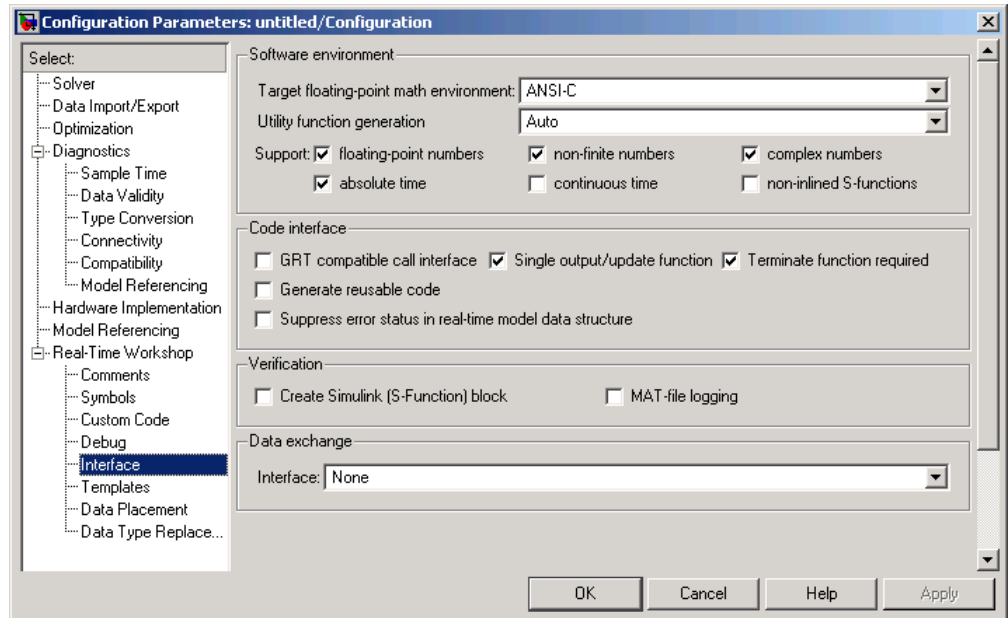 Configuration Parameters: untitled/Configuration
Select:
Solver
Data Import/Export
Optimization
Diagnostics
Sample Time
Data Validity
Type Conversion
Connectivity
Compatibility
Model Referencing
Hardware Implementation
Model Referencing
Real-Time Workshop
Comments
Symbols
Custom Code
Debug
Interface
Templates
Data Placement
Data Type Replace...
Software environment
Target floating-point math environment: ANSI-C
Utility function generation Auto
Support: floating-point numbers non-finite numbers complex numbers
absolute time continuous time non-inlined S-functions
Code interface
GRT compatible call interface Single output/update function Terminate function required
Generate reusable code
Suppress error status in real-time model data structure
Verification
Create Simulink (S-Function) block MAT-file logging
Data exchange
Interface: None
OK Cancel Help Apply